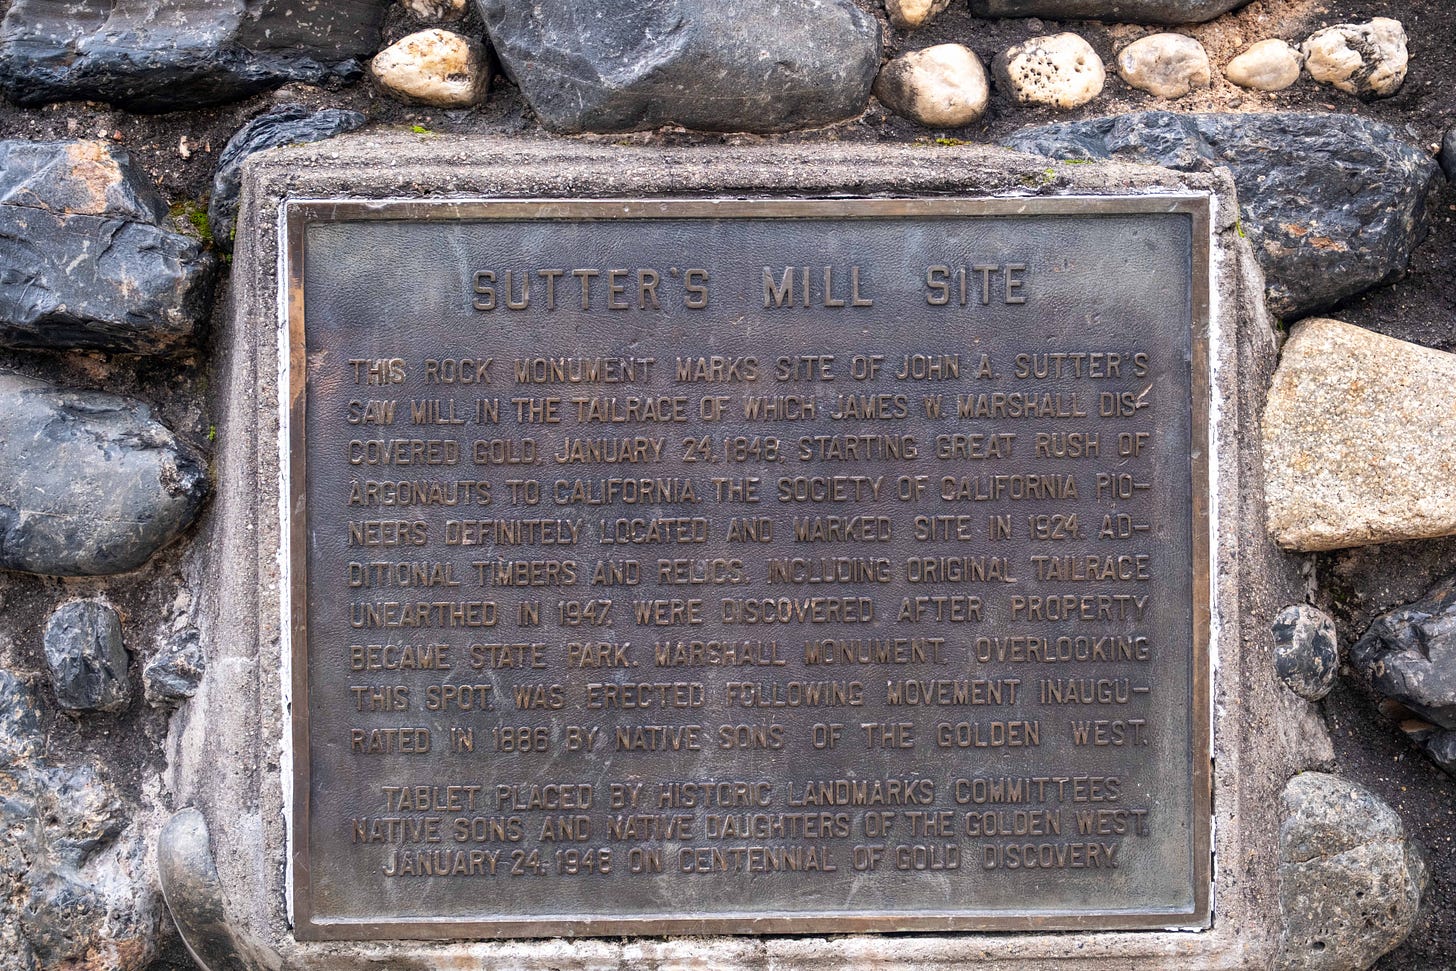 SUTTER'S MILL SITE
THIS ROCK MONUMENT MARKS SITE OF JOHN A. SUTTER'S
SAW MILL IN THE TAILRACE OF WHICH JAMES W. MARSHALL DIS-
COVERED GOLD, JANUARY 24, 1848, STARTING GREAT RUSH OF
ARGONAUTS TO CALIFORNIA. THE SOCIETY OF CALIFORNIA PIO-
NEERS DEFINITELY LOCATED AND MARKED SITE IN 1924. AD-
DITIONAL TIMBERS AND RELICS, INCLUDING ORIGINAL TAILRACE
UNEARTHED IN 1947, WERE DISCOVERED AFTER PROPERTY
BECAME STATE PARK. MARSHALL MONUMENT, OVERLOOKING
THIS SPOT, WAS ERECTED FOLLOWING MOVEMENT INAUGU-
RATED IN 1886 BY NATIVE SONS OF THE GOLDEN WEST.
TABLET PLACED BY HISTORIC LANDMARKS COMMITTEES
NATIVE SONS AND NATIVE DAUGHTERS OF THE GOLDEN WEST,
JANUARY 24, 1948 ON CENTENNIAL OF GOLD DISCOVERY.